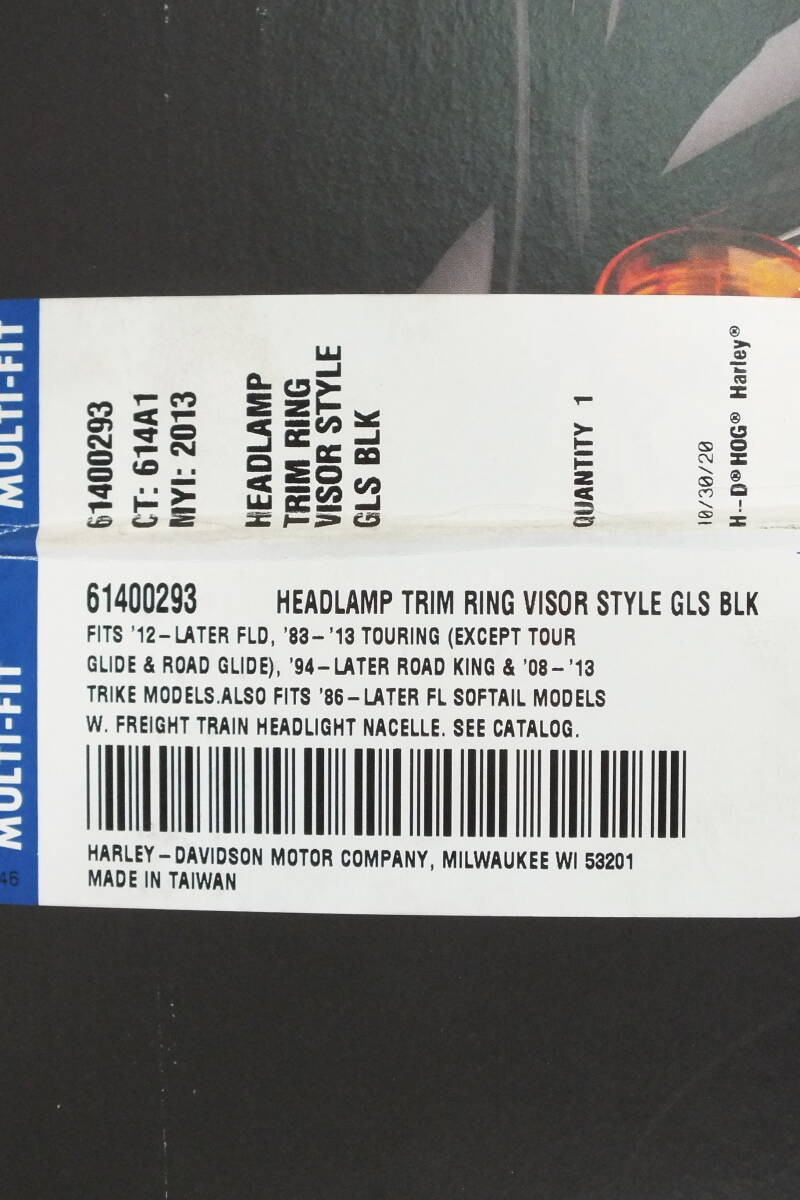 MULTI-FIT
61400293
CT: 614A1
MYI: 2013
HEADLAMP
TRIM RING
VISOR STYLE
GLS BLK
QUANTITY 1
10/30/20
H-D® HOG® Harley®
MULTI-FIT
46
61400293 HEADLAMP TRIM RING VISOR STYLE GLS BLK
FITS '12-LATER FLD, '83-'13 TOURING (EXCEPT TOUR
GLIDE & ROAD GLIDE), '94-LATER ROAD KING & '08-'13
TRIKE MODELS.ALSO FITS '86-LATER FL SOFTAIL MODELS
W. FREIGHT TRAIN HEADLIGHT NACELLE. SEE CATALOG.
HARLEY-DAVIDSON MOTOR COMPANY, MILWAUKEE WI 53201
MADE IN TAIWAN